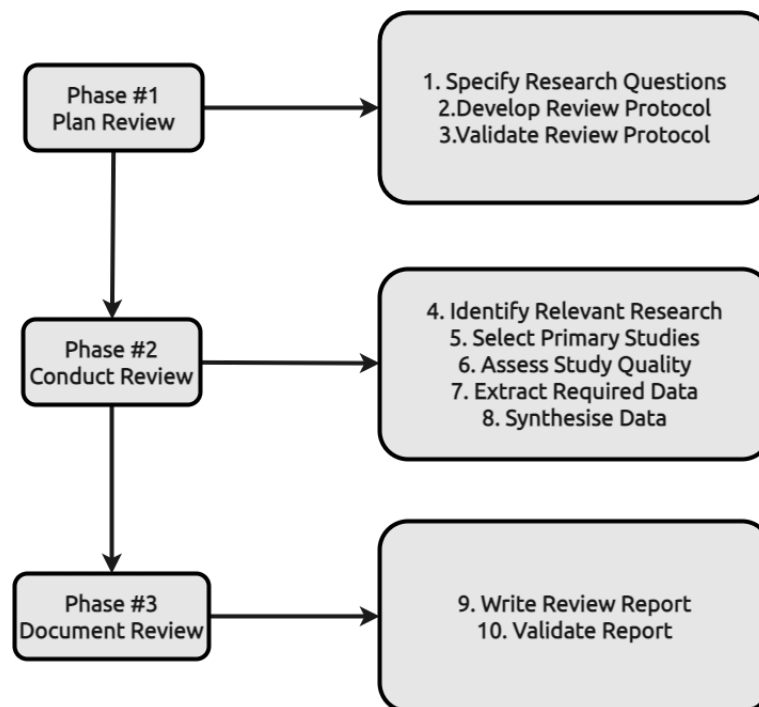 Phase #1
Plan Review
1. Specify Research Questions
2.Develop Review Protocol
3.Validate Review Protocol
Phase #2
Conduct Review
4. Identify Relevant Research
5. Select Primary Studies
6. Assess Study Quality
7. Extract Required Data
8. Synthesise Data
Phase #3
Document Review
9. Write Review Report
10. Validate Report